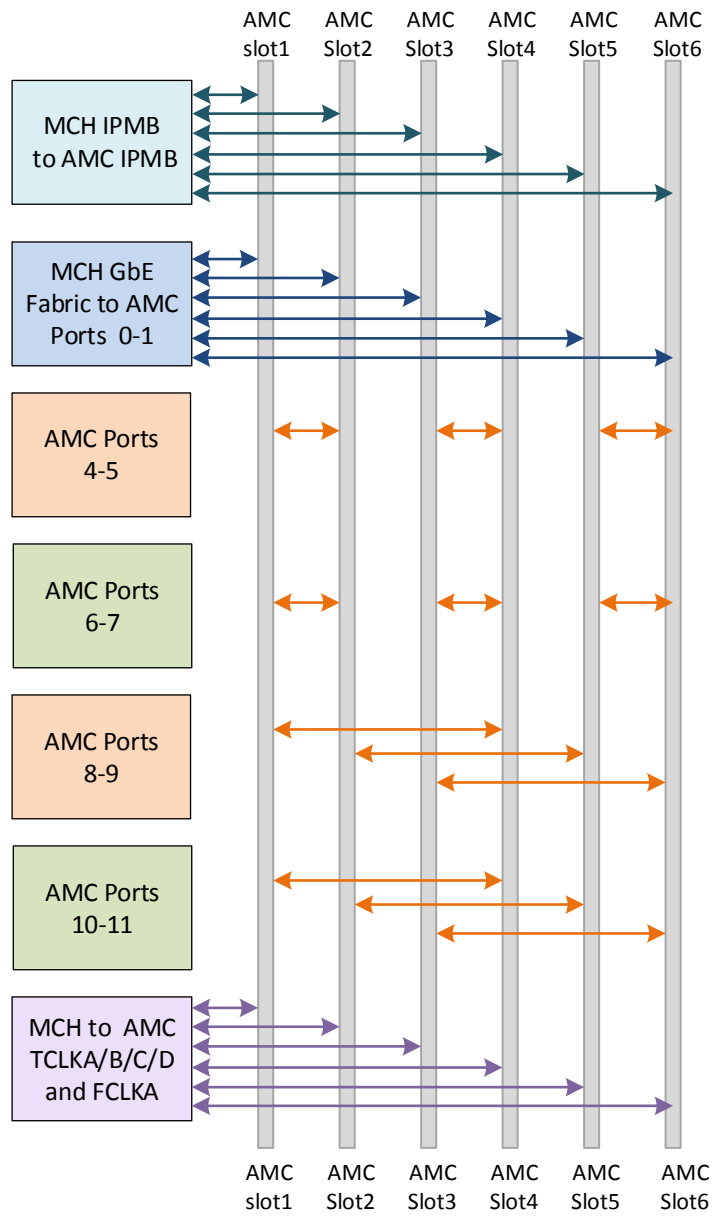 AMC AMC AMC AMC AMC AMC
slot1 Slot2 Slot3 Slot4 Slot5 Slot6
MCH IPMB
to AMC IPMB
MCH GbE
Fabric to AMC
Ports 0-1
AMC Ports
4-5
AMC Ports
6-7
AMC Ports
8-9
AMC Ports
10-11
MCH to AMC
TCLKA/B/C/D
and FCLKA
AMC AMC AMC AMC AMC AMC
slot1 Slot2 Slot3 Slot4 Slot5 Slot6